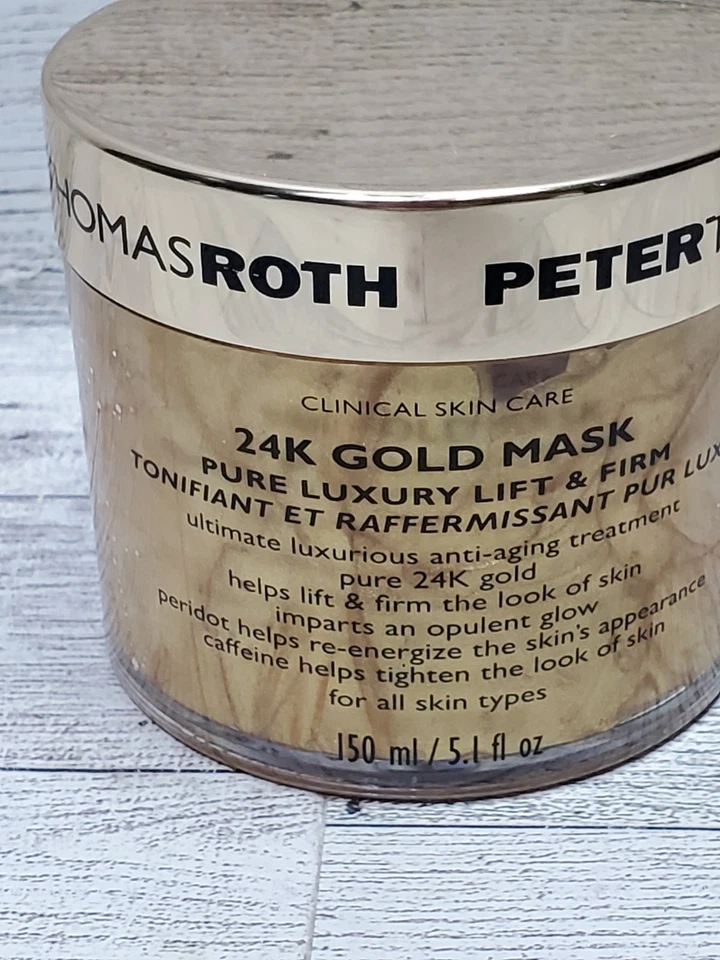 THOMASROTH PETERT
CLINICAL SKIN CARE
24K GOLD MASK
PURE LUXURY LIFT & FIRM
TONIFIANT ET RAFFERMISSANT PUR LUX
ultimate luxurious anti-aging treatment
pure 24K gold
helps lift & firm the look of skin
imparts an opulent glow
peridot helps re-energize the skin's appearance
caffeine helps tighten the look of skin
for all skin types
150 ml / 5.1 fl oz